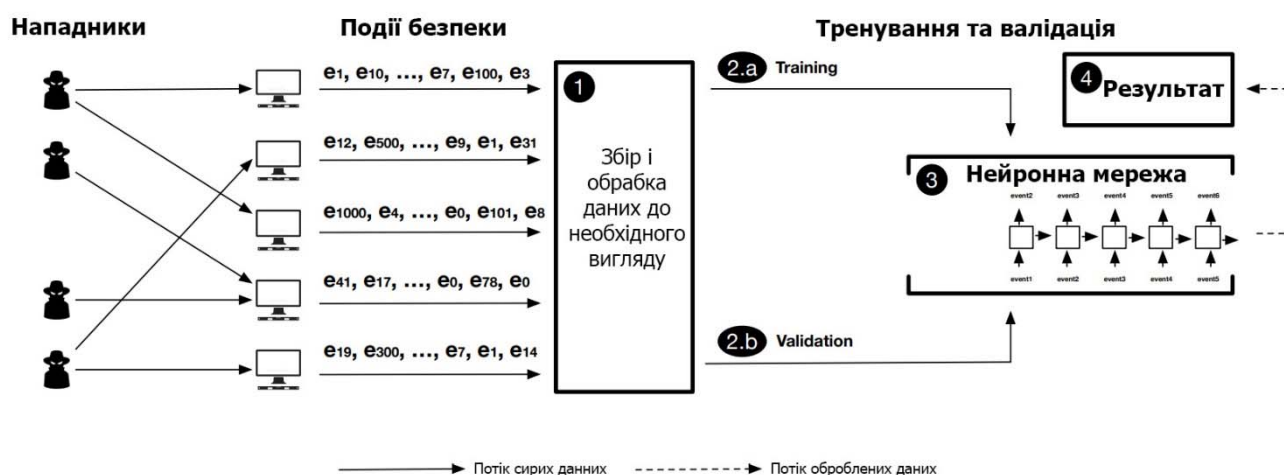 Нападники
Події безпеки
Тренування та валідація
e1, e10, ..., e7, e100, e3
e12, e500, ..., e9, e1, e31
e1000, e4, ..., e0, e101, e8
e41, e17, ..., e0, e78, e0
e19, e300, ..., e7, e1, e14
1
Збір і
обрабка
даних до
необхідного
вигляду
2.a Training
2.b Validation
4 Результат
3 Нейронна мережа
event2 event3 event4 event5 event6
event1 event2 event3 event4 event5
Потік сирих данних
Потік оброблених даних